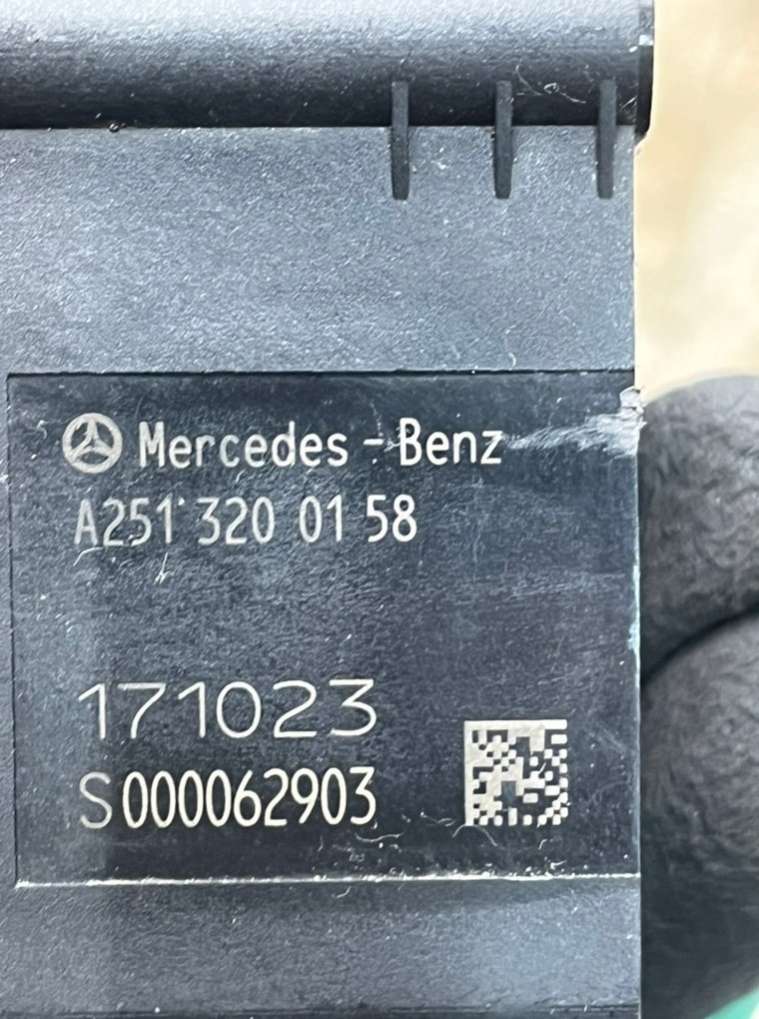 Mercedes-Benz
A251 320 01 58
171023
S000062903